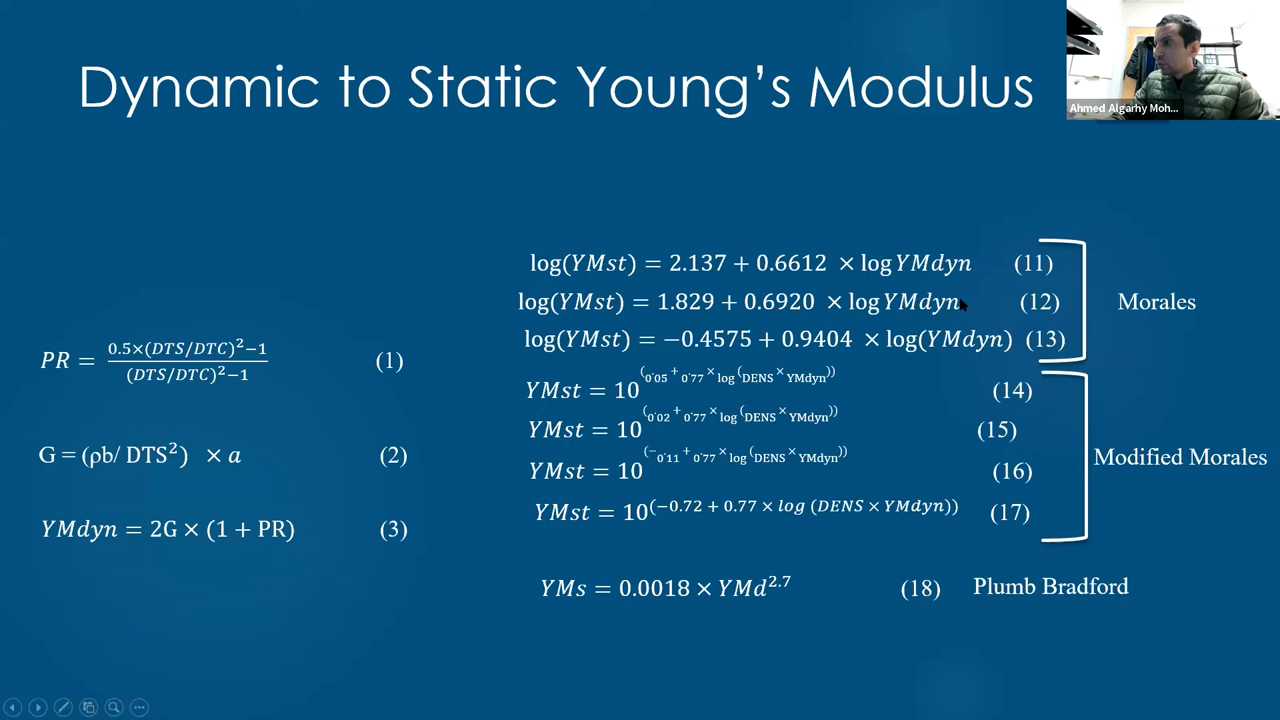 Dynamic to Static Young's Modulus
Ahmed Algarhy Moh...
PR = 0.5×(DTS/DTC)²−1 / (DTS/DTC)²−1 (1)
G = (ρb/ DTS²) × a (2)
YMdyn = 2G × (1 + PR) (3)
log(YMst) = 2.137 + 0.6612 × log YMdyn (11)
log(YMst) = 1.829 + 0.6920 × log YMdyn (12)
log(YMst) = −0.4575 + 0.9404 × log(YMdyn) (13)
Morales
YMst = 10^(0.05 + 0.77 × log(DENS × YMdyn)) (14)
YMst = 10^(0.02 + 0.77 × log(DENS × YMdyn)) (15)
YMst = 10^(−0.11 + 0.77 × log(DENS × YMdyn)) (16)
YMst = 10^(−0.72 + 0.77 × log (DENS × YMdyn)) (17)
Modified Morales
YMs = 0.0018 × YMd^2.7 (18) Plumb Bradford